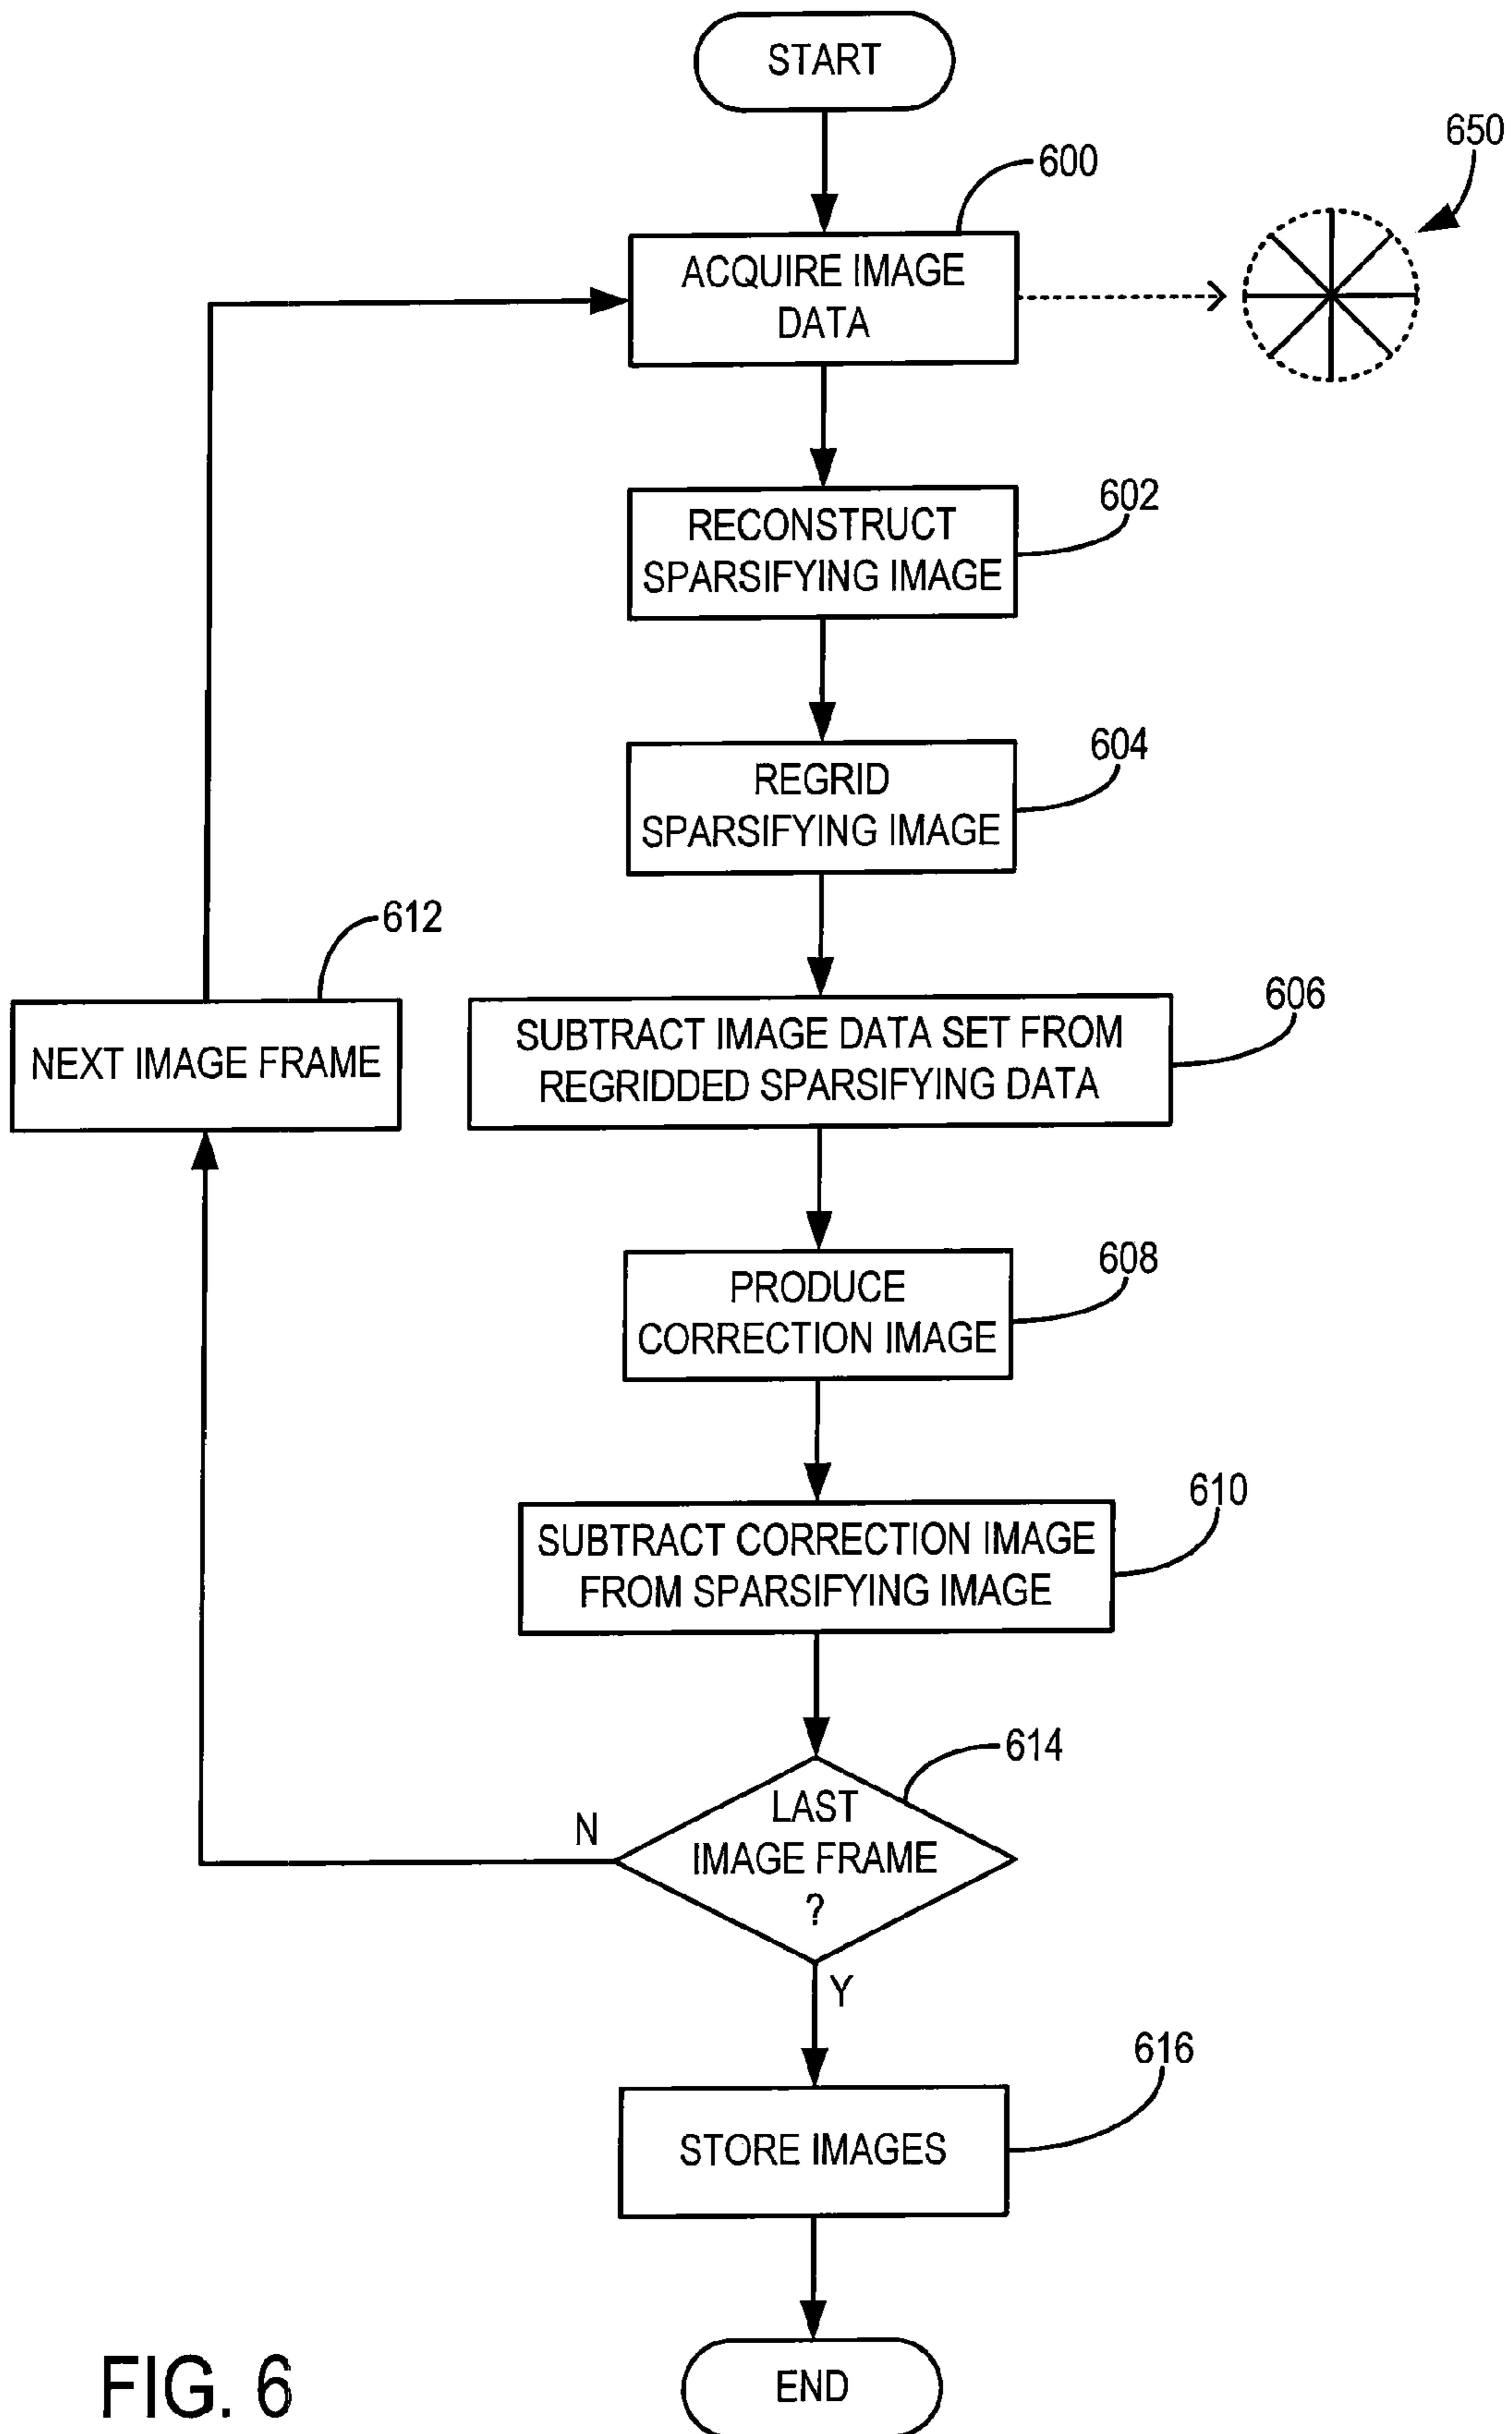 START
650
600
ACQUIRE IMAGE
DATA
602
RECONSTRUCT
SPARSIFYING IMAGE
604
REGRID
SPARSIFYING IMAGE
612
NEXT IMAGE FRAME
606
SUBTRACT IMAGE DATA SET FROM
REGRIDDED SPARSIFYING DATA
608
PRODUCE
CORRECTION IMAGE
610
SUBTRACT CORRECTION IMAGE
FROM SPARSIFYING IMAGE
614
LAST
IMAGE FRAME
?
N
Y
616
STORE IMAGES
END
FIG. 6